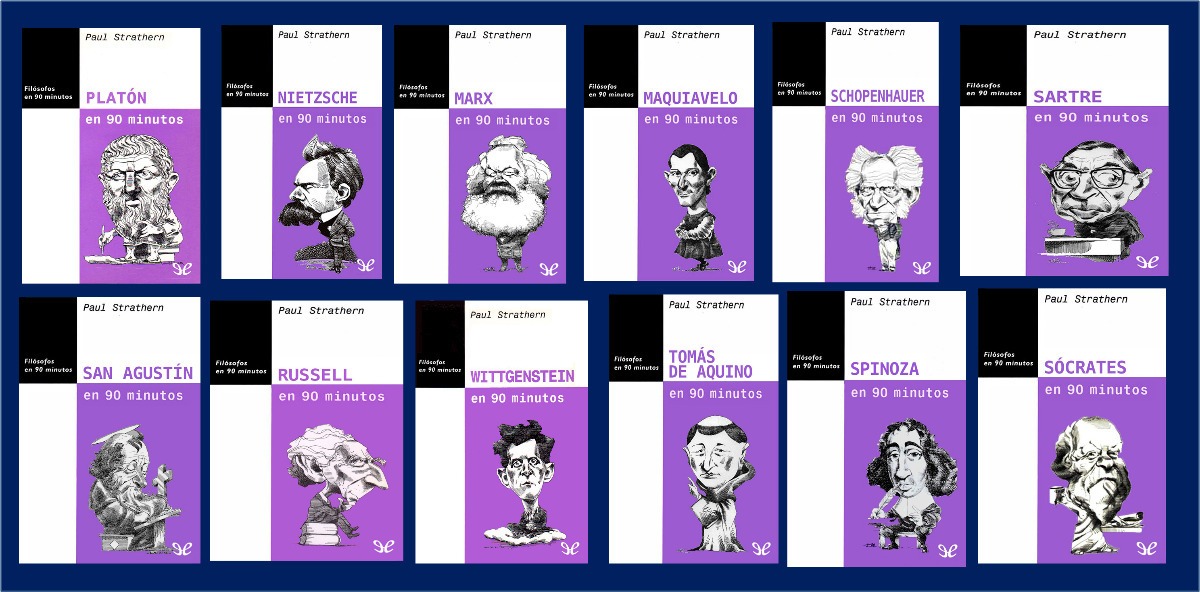 Paul Strathern
Filósofos
en 90 minutos
PLATÓN
en 90 minutos
Paul Strathern
Filósofos
en 90 minutos
NIETZSCHE
en 90 minutos
Paul Strathern
Filósofos
en 90 minutos
MARX
en 90 minutos
Paul Strathern
Filósofos
en 90 minutos
MAQUIAVELO
en 90 minutos
Paul Strathern
Filósofos
en 90 minutos
SCHOPENHAUER
en 90 minutos
Paul Strathern
Filósofos
en 90 minutos
SARTRE
en 90 minutos
Paul Strathern
Filósofos
en 90 minutos
SAN AGUSTÍN
en 90 minutos
Paul Strathern
Filósofos
en 90 minutos
RUSSELL
en 90 minutos
Paul Strathern
Filósofos
en 90 minutos
WITTGENSTEIN
en 90 minutos
Paul Strathern
Filósofos
en 90 minutos
TOMÁS
DE AQUINO
en 90 minutos
Paul Strathern
Filósofos
en 90 minutos
SPINOZA
en 90 minutos
Paul Strathern
Filósofos
en 90 minutos
SÓCRATES
en 90 minutos